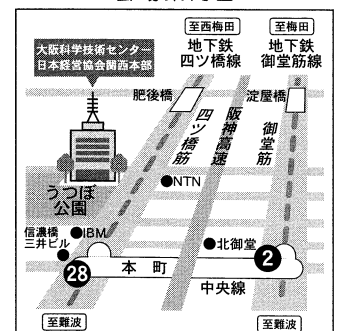 至西梅田
至梅田
地下鉄
四ツ橋線
地下鉄
御堂筋線
大阪科学技術センター
日本経営協会関西本部
肥後橋
淀屋橋
四ツ橋筋
阪神高速
御堂筋
うつぼ
公園
NTN
信濃橋
三井ビル
IBM
北御堂
28
本町
2
中央線
至難波
至難波